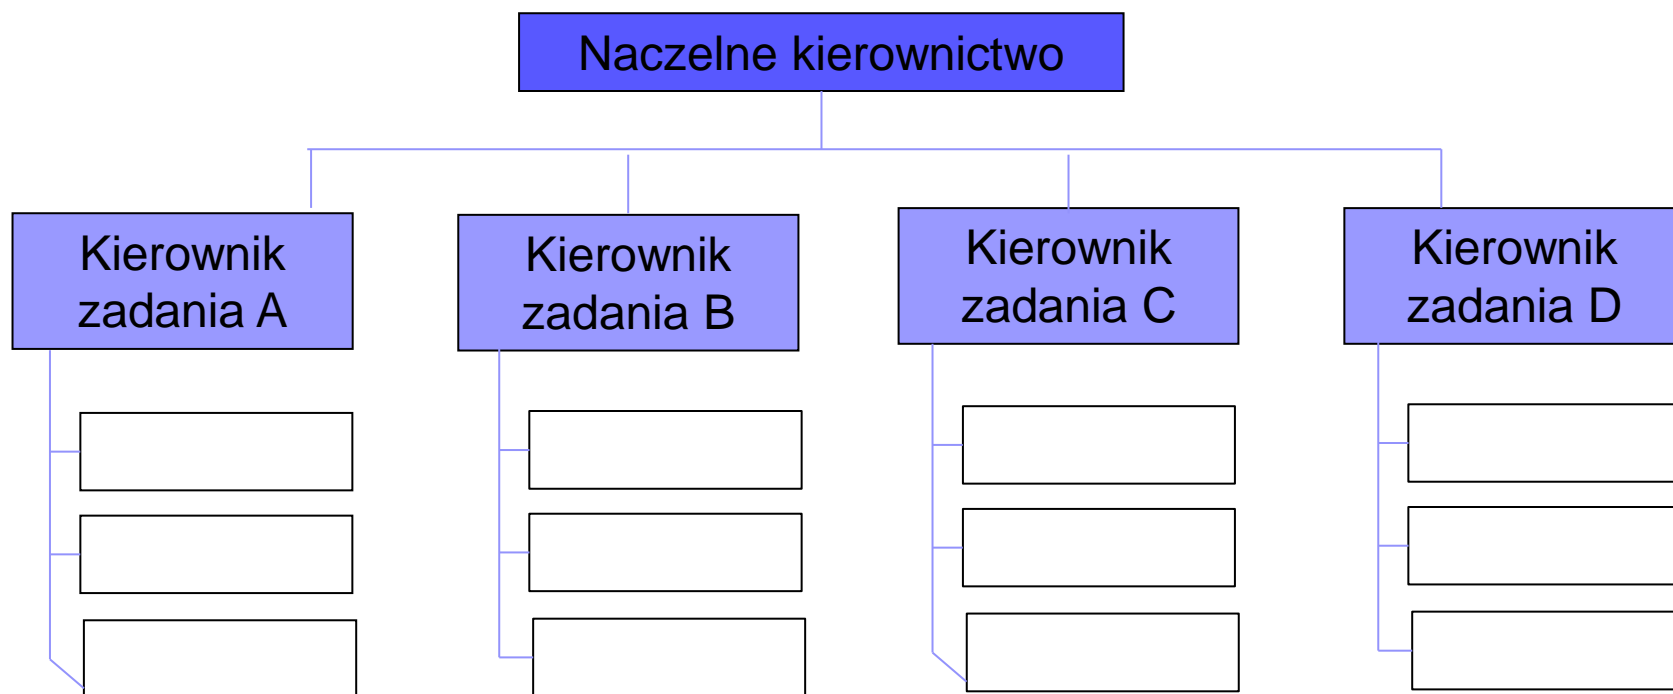 Naczelne kierownictwo
Kierownik
zadania A
Kierownik
zadania B
Kierownik
zadania C
Kierownik
zadania D